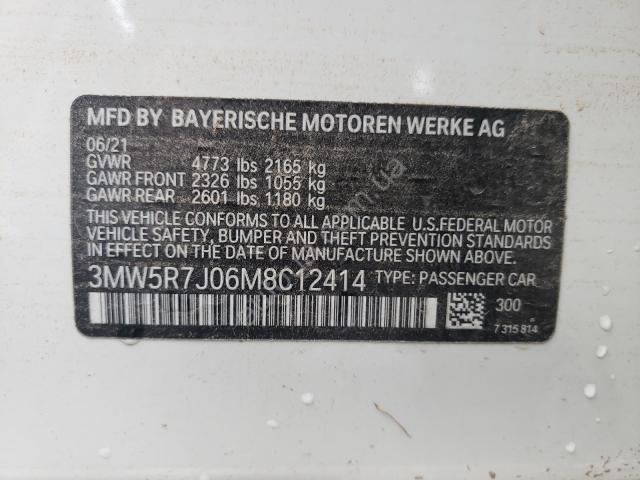 MFD BY BAYERISCHE MOTOREN WERKE AG
06/21
GVWR 4773 lbs 2165 kg
GAWR FRONT 2326 lbs 1055 kg
GAWR REAR 2601 lbs 1180 kg
THIS VEHICLE CONFORMS TO ALL APPLICABLE U.S.FEDERAL MOTOR
VEHICLE SAFETY, BUMPER AND THEFT PREVENTION STANDARDS
IN EFFECT ON THE DATE OF MANUFACTURE SHOWN ABOVE.
3MW5R7J06M8C12414 TYPE: PASSENGER CAR
300
7 315 814